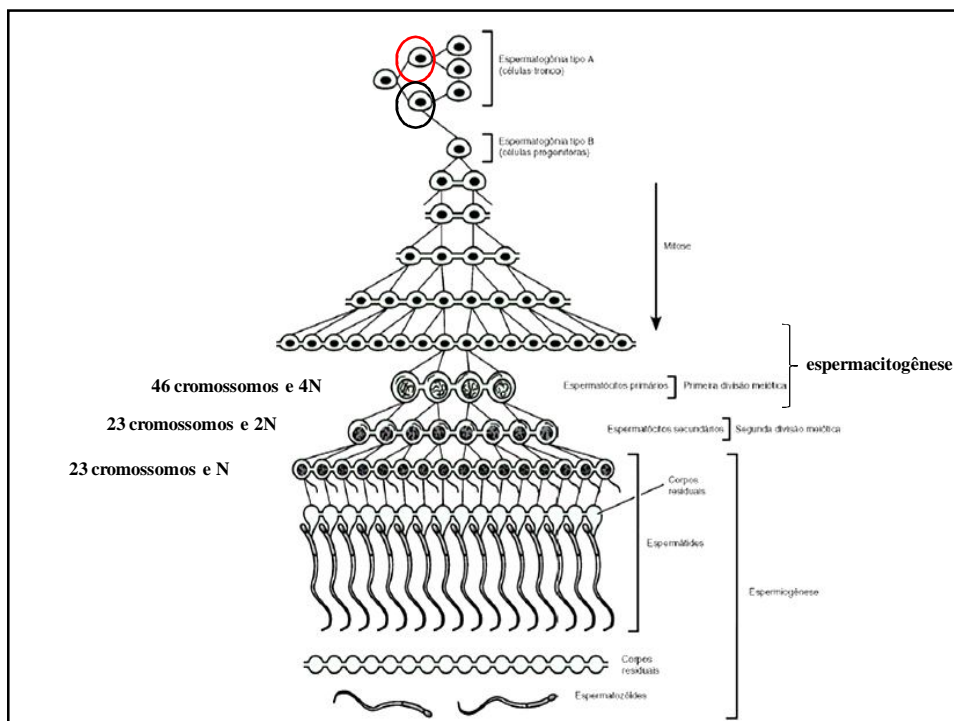 Espermatogônia tipo A
(células-tronco)
Espermatogônia tipo B
(células progenitoras)
Mitose
espermacitogênese
46 cromossomos e 4N
Espermatócitos primários
Primeira divisão meiótica
23 cromossomos e 2N
Espermatócitos secundários
Segunda divisão meiótica
23 cromossomos e N
Corpos
residuais
Espermátides
Espermiogênese
Corpos
residuais
Espermatozóides